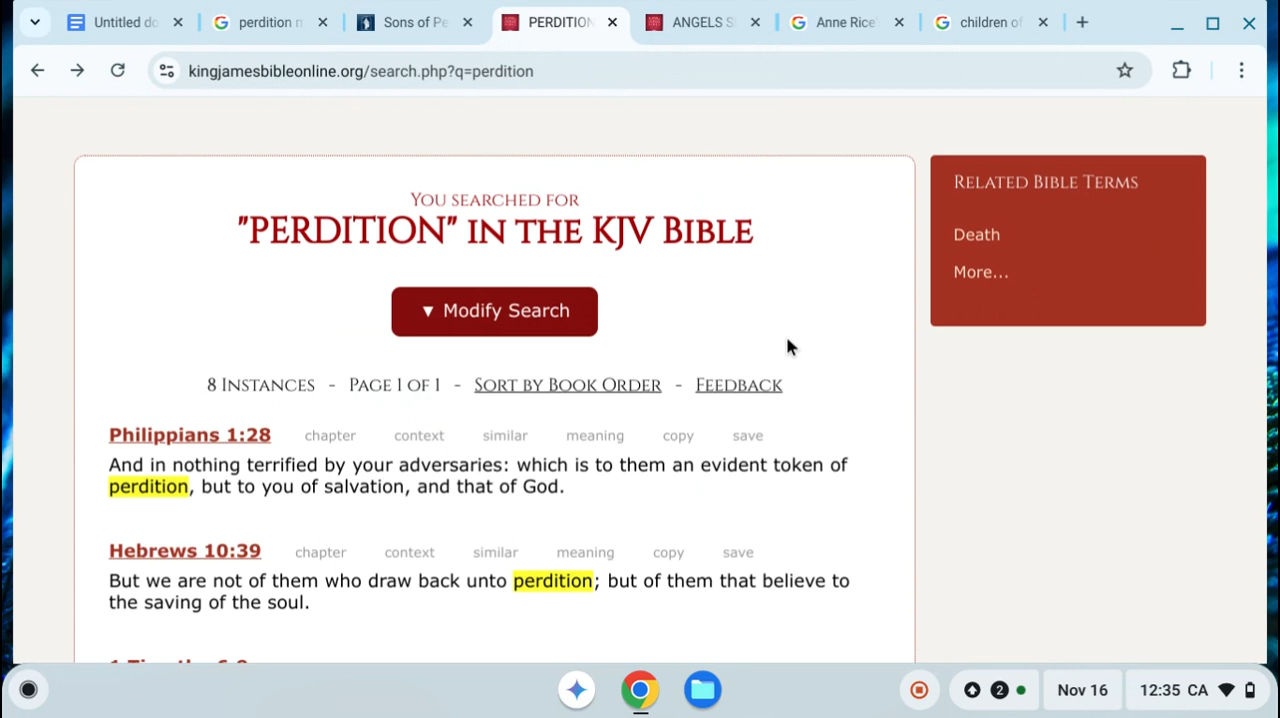 Untitled do
perdition m
Sons of Pe
PERDITION
ANGELS S
Anne Rice'
children of
kingjamesbibleonline.org/search.php?q=perdition
You searched for
"PERDITION" in the KJV Bible
▼ Modify Search
8 Instances - Page 1 of 1 - Sort by Book Order - Feedback
Philippians 1:28 chapter context similar meaning copy save
And in nothing terrified by your adversaries: which is to them an evident token of
perdition, but to you of salvation, and that of God.
Hebrews 10:39 chapter context similar meaning copy save
But we are not of them who draw back unto perdition; but of them that believe to
the saving of the soul.
Related Bible Terms
Death
More...
2
Nov 16
12:35 CA